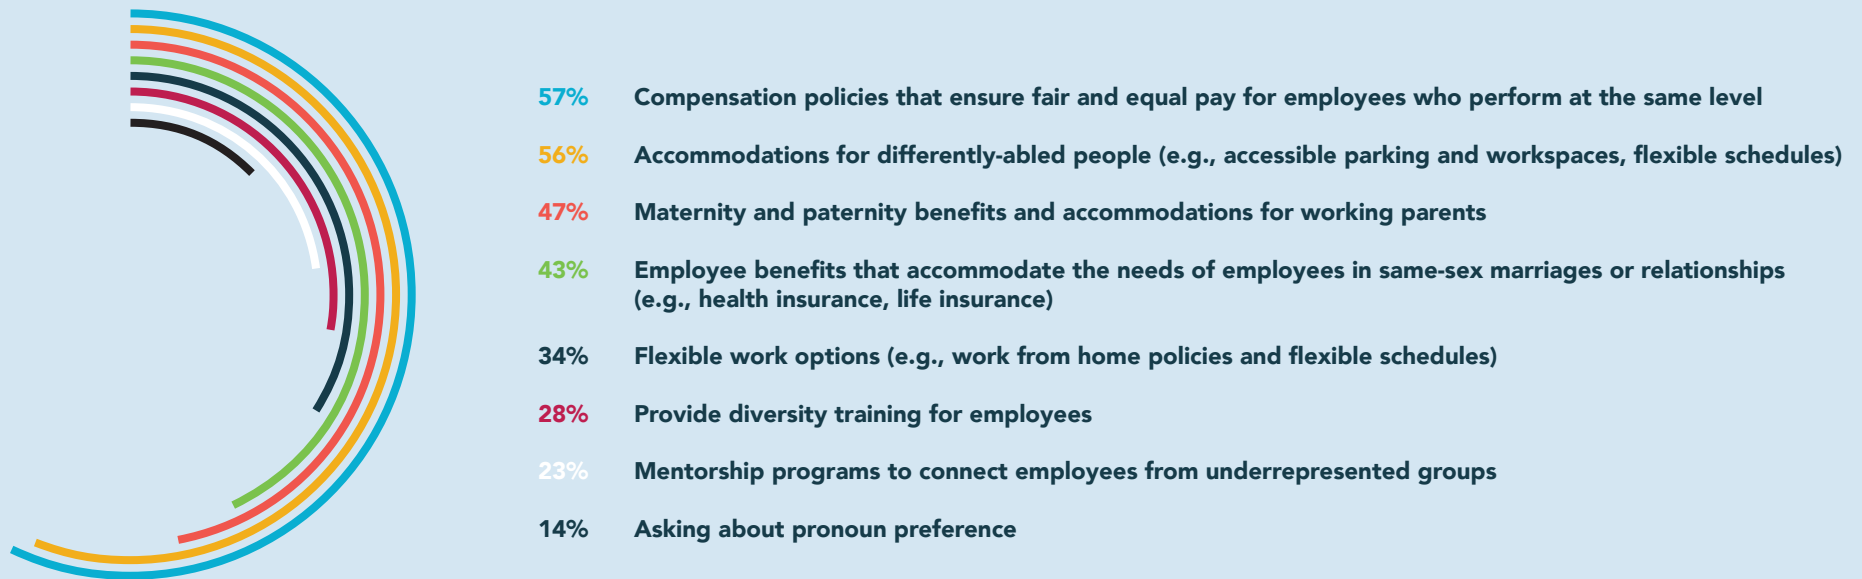 57% Compensation policies that ensure fair and equal pay for employees who perform at the same level
56% Accommodations for differently-abled people (e.g., accessible parking and workspaces, flexible schedules)
47% Maternity and paternity benefits and accommodations for working parents
43% Employee benefits that accommodate the needs of employees in same-sex marriages or relationships
(e.g., health insurance, life insurance)
34% Flexible work options (e.g., work from home policies and flexible schedules)
28% Provide diversity training for employees
23% Mentorship programs to connect employees from underrepresented groups
14% Asking about pronoun preference